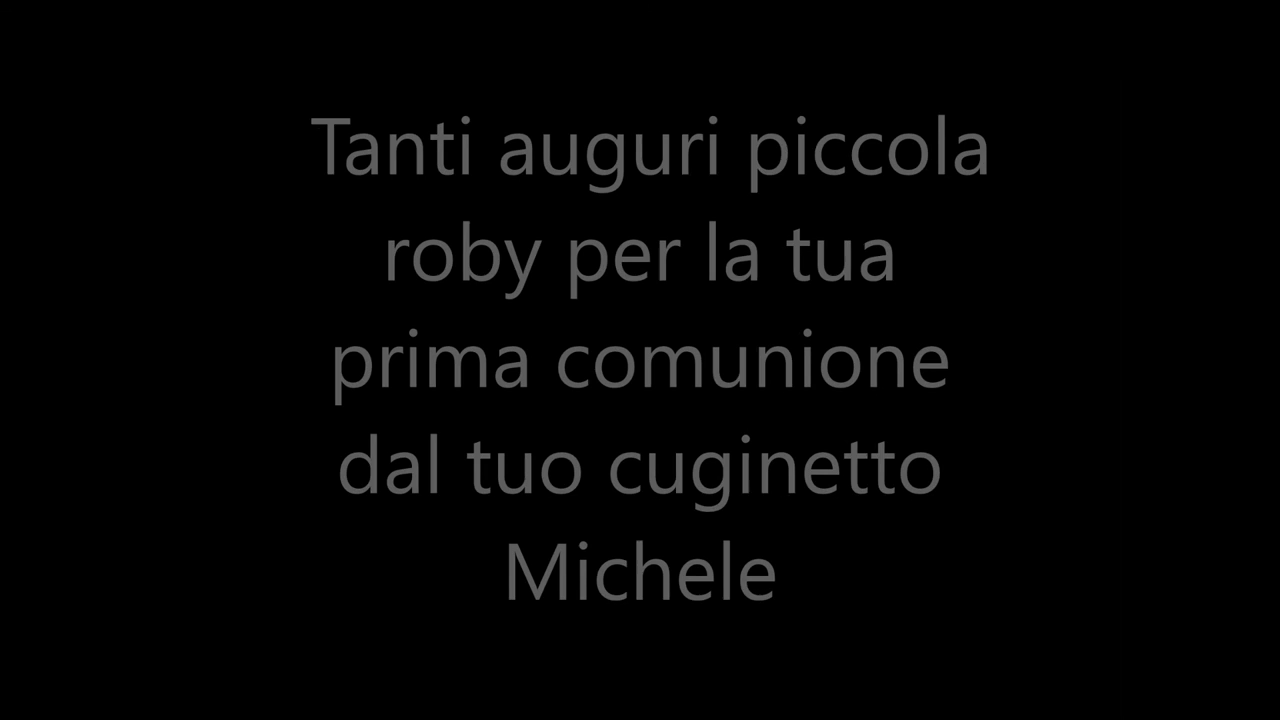 Tanti auguri piccola
roby per la tua
prima comunione
dal tuo cuginetto
Michele